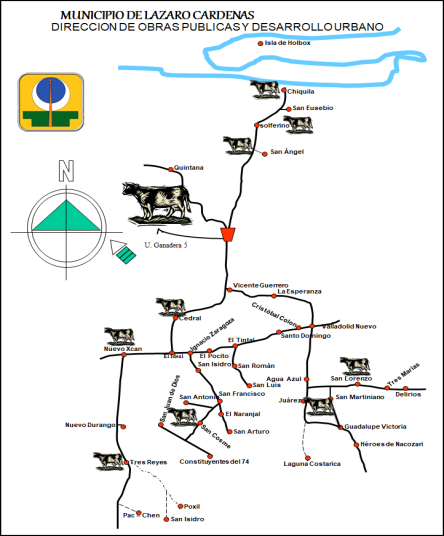 MUNICIPIO DE LAZARO CARDENAS
DIRECCION DE OBRAS PUBLICAS Y DESARROLLO URBANO
Isla de Holbox
Chiquila
San Eusebio
solferino
San Ángel
Quintana
N
U. Ganadera 5
Vicente Guerrero
La Esperanza
Cristóbal Colon
Cedral
Ignacio Zaragoza
Valladolid Nuevo
Santo Domingo
El Tintal
Nuevo Xcan
El Ideal
El Pocito
San Isidro
San Román
San Luis
Agua Azul
San Lorenzo
Tres Marias
Delirios
San Juan de Dios
San Antonio
San Francisco
Juárez
San Martiniano
El Naranjal
Nuevo Durango
San Cosme
San Arturo
Guadalupe Victoria
Héroes de Nacozari
Tres Reyes
Constituyentes del 74
Laguna Costarica
Poxil
Pac Chen
San Isidro